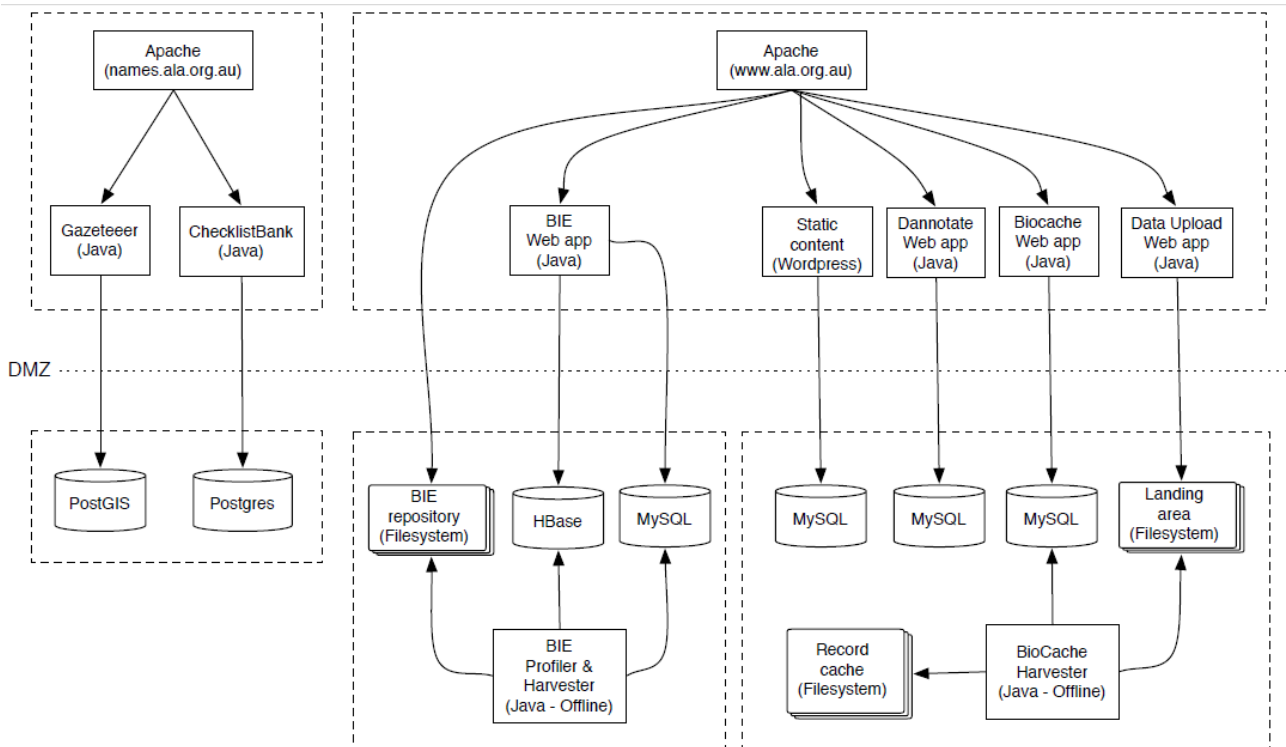 Apache
(names.ala.org.au)
Apache
(www.ala.org.au)
Gazeteeer
(Java)
ChecklistBank
(Java)
BIE
Web app
(Java)
Static
content
(Wordpress)
Dannotate
Web app
(Java)
Biocache
Web app
(Java)
Data Upload
Web app
(Java)
DMZ
PostGIS
Postgres
BIE
repository
(Filesystem)
HBase
MySQL
MySQL
MySQL
MySQL
Landing
area
(Filesystem)
BIE
Profiler &
Harvester
(Java - Offline)
Record
cache
(Filesystem)
BioCache
Harvester
(Java - Offline)